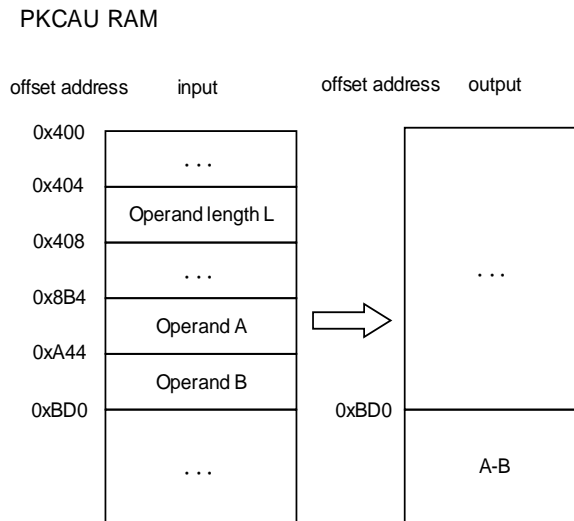 PKCAU RAM
offset address input offset address output
0x400
. . .
0x404
Operand length L
0x408
. . .
. . .
0x8B4
Operand A
0xA44
Operand B
0xBD0 0xBD0
. . . A-B